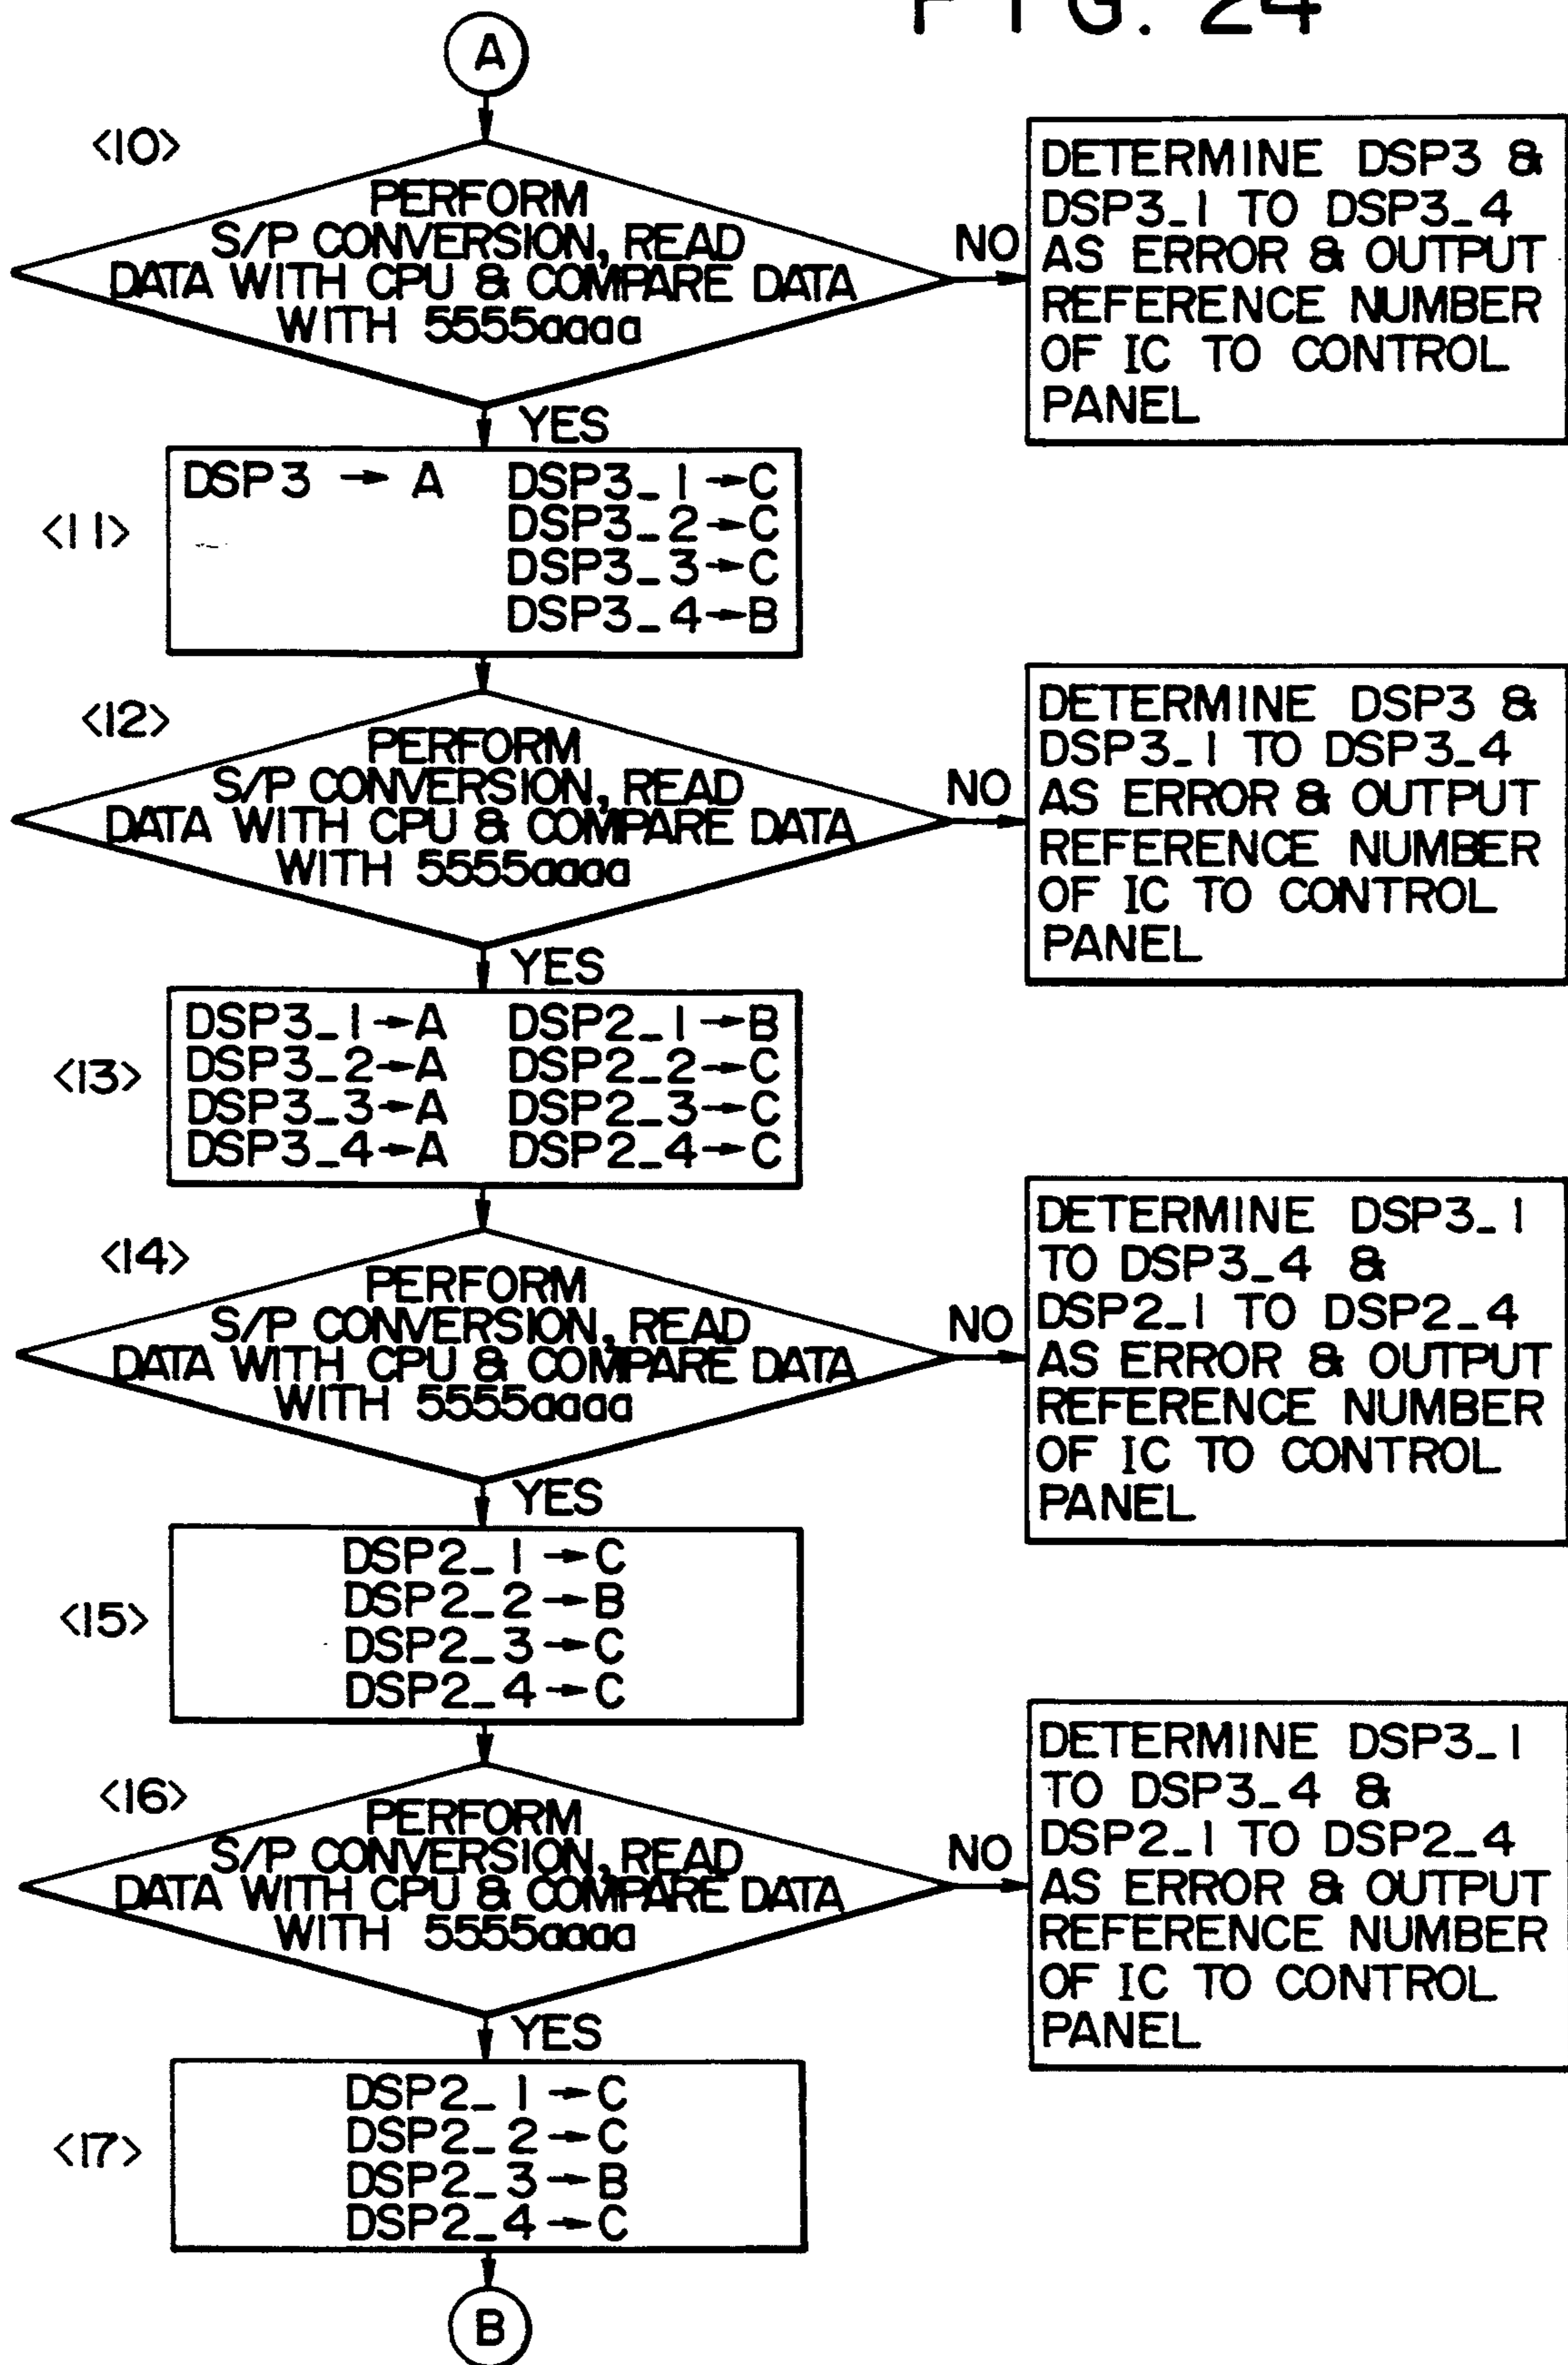 FIG. 24
A
<10>
PERFORM
S/P CONVERSION, READ
DATA WITH CPU & COMPARE DATA
WITH 5555aaaa
NO
DETERMINE DSP3 &
DSP3_1 TO DSP3_4
AS ERROR & OUTPUT
REFERENCE NUMBER
OF IC TO CONTROL
PANEL
YES
<11>
DSP3 → A DSP3_1→C
DSP3_2→C
DSP3_3→C
DSP3_4→B
<12>
PERFORM
S/P CONVERSION, READ
DATA WITH CPU & COMPARE DATA
WITH 5555aaaa
NO
DETERMINE DSP3 &
DSP3_1 TO DSP3_4
AS ERROR & OUTPUT
REFERENCE NUMBER
OF IC TO CONTROL
PANEL
YES
<13>
DSP3_1→A DSP2_1→B
DSP3_2→A DSP2_2→C
DSP3_3→A DSP2_3→C
DSP3_4→A DSP2_4→C
<14>
PERFORM
S/P CONVERSION, READ
DATA WITH CPU & COMPARE DATA
WITH 5555aaaa
NO
DETERMINE DSP3_1
TO DSP3_4 &
DSP2_1 TO DSP2_4
AS ERROR & OUTPUT
REFERENCE NUMBER
OF IC TO CONTROL
PANEL
YES
<15>
DSP2_1→C
DSP2_2→B
DSP2_3→C
DSP2_4→C
<16>
PERFORM
S/P CONVERSION, READ
DATA WITH CPU & COMPARE DATA
WITH 5555aaaa
NO
DETERMINE DSP3_1
TO DSP3_4 &
DSP2_1 TO DSP2_4
AS ERROR & OUTPUT
REFERENCE NUMBER
OF IC TO CONTROL
PANEL
YES
<17>
DSP2_1→C
DSP2_2→C
DSP2_3→B
DSP2_4→C
B